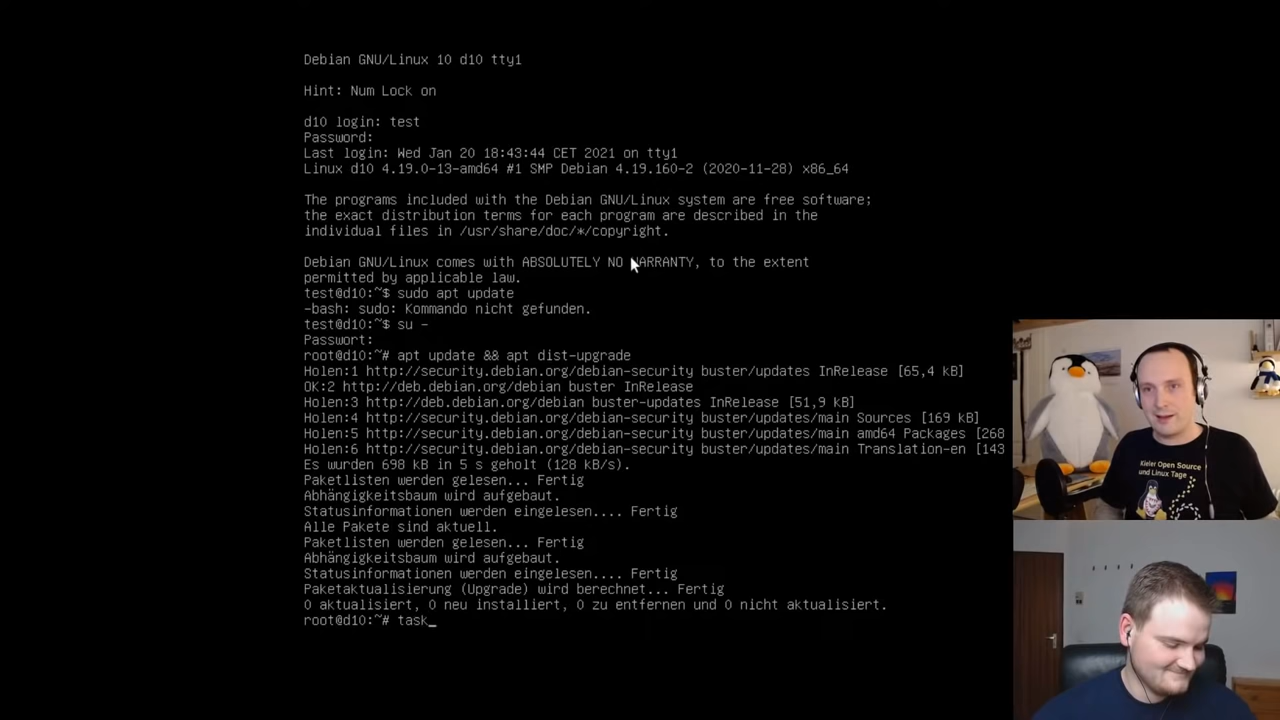 Debian GNU/Linux 10 d10 tty1
Hint: Num Lock on
d10 login: test
Password:
Last login: Wed Jan 20 18:43:44 CET 2021 on tty1
Linux d10 4.19.0-13-amd64 #1 SMP Debian 4.19.160-2 (2020-11-28) x86_64
The programs included with the Debian GNU/Linux system are free software;
the exact distribution terms for each program are described in the
individual files in /usr/share/doc/*/copyright.
Debian GNU/Linux comes with ABSOLUTELY NO WARRANTY, to the extent
permitted by applicable law.
test@d10:~$ sudo apt update
-bash: sudo: Kommando nicht gefunden.
test@d10:~$ su -
Passwort:
root@d10:~# apt update && apt dist-upgrade
Holen:1 http://security.debian.org/debian-security buster/updates InRelease [65,4 kB]
OK:2 http://deb.debian.org/debian buster InRelease
Holen:3 http://deb.debian.org/debian buster-updates InRelease [51,9 kB]
Holen:4 http://security.debian.org/debian-security buster/updates/main Sources [169 kB]
Holen:5 http://security.debian.org/debian-security buster/updates/main amd64 Packages [268
Holen:6 http://security.debian.org/debian-security buster/updates/main Translation-en [143
Es wurden 698 kB in 5 s geholt (128 kB/s).
Paketlisten werden gelesen... Fertig
Abhängigkeitsbaum wird aufgebaut.
Statusinformationen werden eingelesen.... Fertig
Alle Pakete sind aktuell.
Paketlisten werden gelesen... Fertig
Abhängigkeitsbaum wird aufgebaut.
Statusinformationen werden eingelesen.... Fertig
Paketaktualisierung (Upgrade) wird berechnet... Fertig
0 aktualisiert, 0 neu installiert, 0 zu entfernen und 0 nicht aktualisiert.
root@d10:~# task_
Kieler Open Source
und Linux Tage